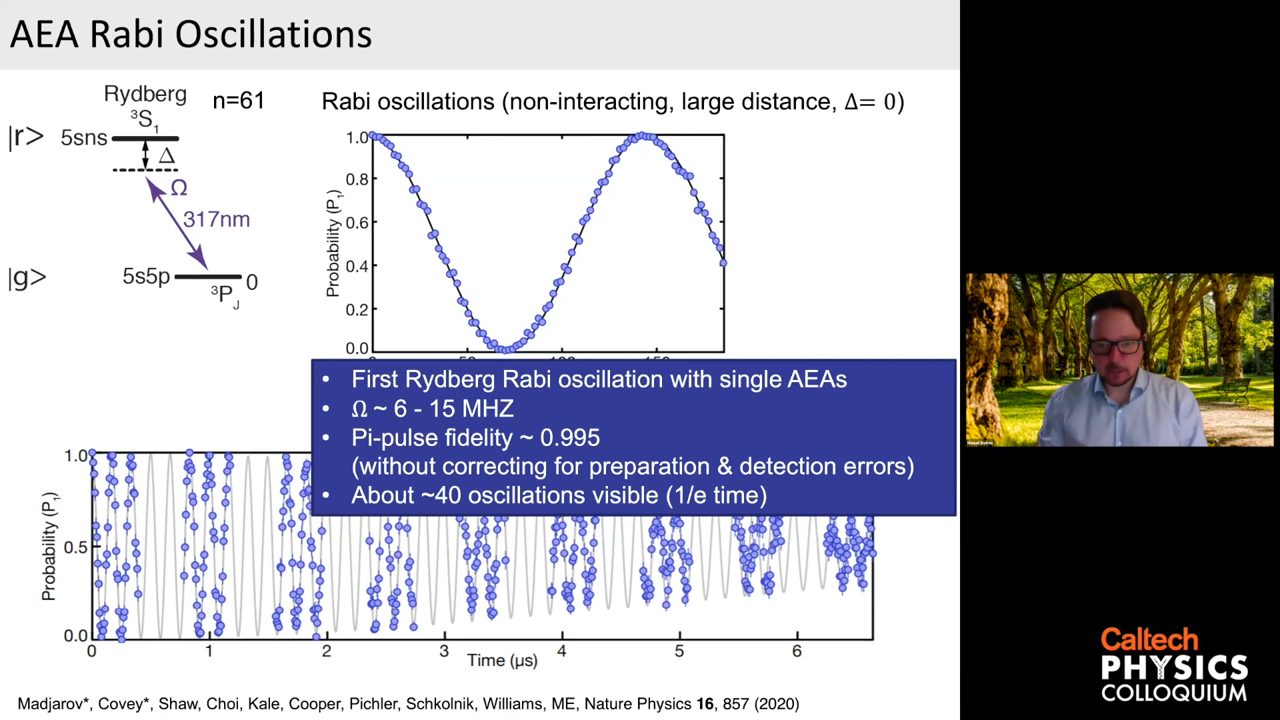 AEA Rabi Oscillations
Rydberg n=61
³S₁
|r> 5sns
Δ
Ω
317nm
|g> 5s5p 0
³P_J
Rabi oscillations (non-interacting, large distance, Δ= 0)
Probability (P₁)
1.0
0.8
0.6
0.4
0.2
0.0
• First Rydberg Rabi oscillation with single AEAs
• Ω ~ 6 - 15 MHZ
• Pi-pulse fidelity ~ 0.995
(without correcting for preparation & detection errors)
• About ~40 oscillations visible (1/e time)
Probability (P₁)
1.0
0.5
0.0
0 1 2 3 4 5 6
Time (µs)
Madjarov*, Covey*, Shaw, Choi, Kale, Cooper, Pichler, Schkolnik, Williams, ME, Nature Physics 16, 857 (2020)
Caltech
PHYSICS
COLLOQUIUM